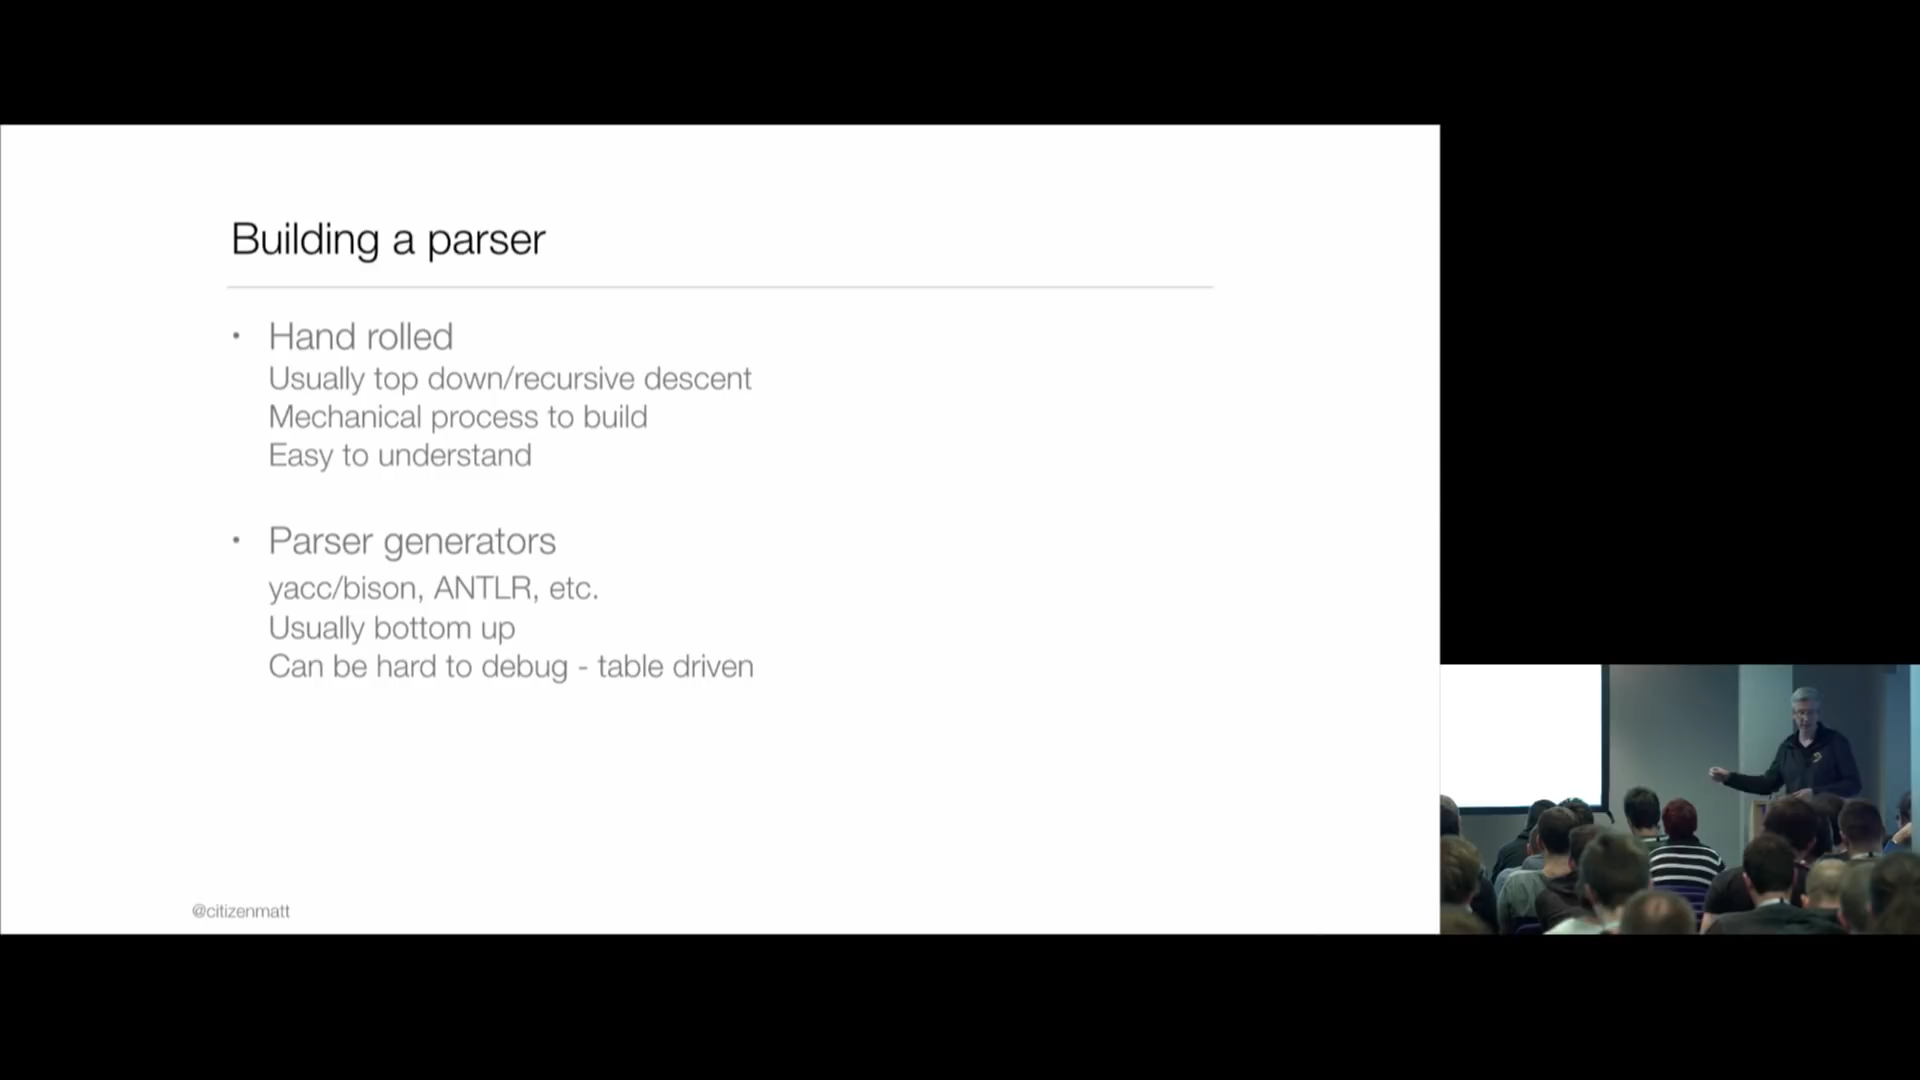 Building a parser
• Hand rolled
Usually top down/recursive descent
Mechanical process to build
Easy to understand
• Parser generators
yacc/bison, ANTLR, etc.
Usually bottom up
Can be hard to debug - table driven
@citizenmatt